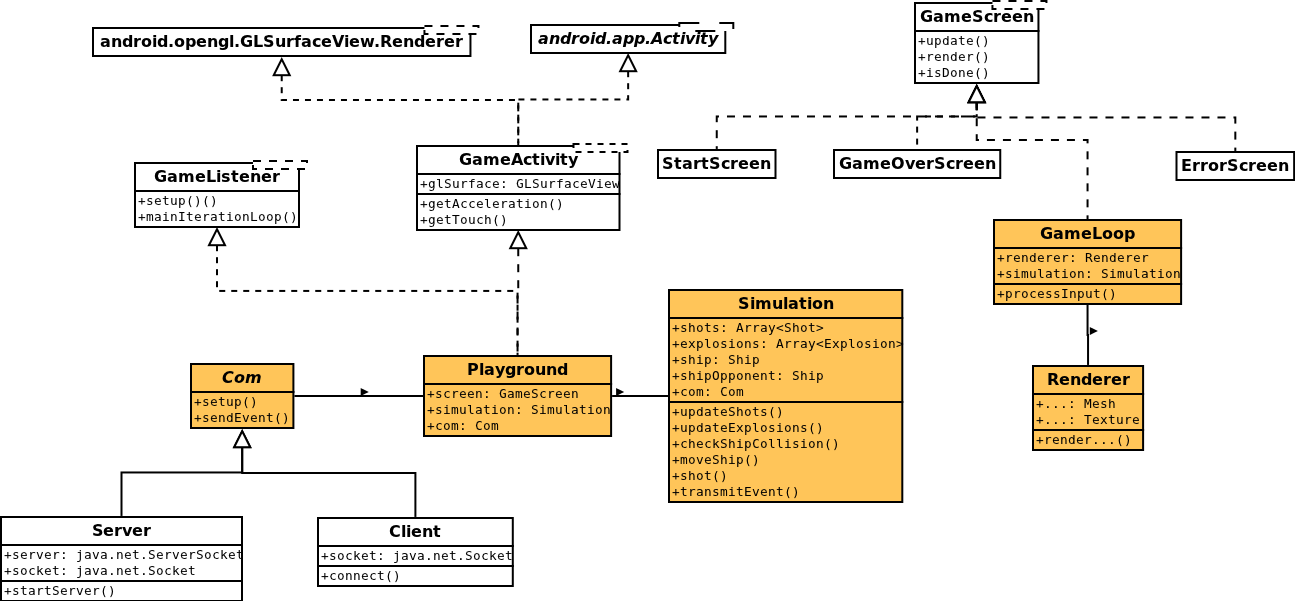 android.opengl.GLSurfaceView.Renderer
android.app.Activity
GameScreen
+update()
+render()
+isDone()
GameListener
+setup()()
+mainIterationLoop()
GameActivity
+glSurface: GLSurfaceView
+getAcceleration()
+getTouch()
StartScreen
GameOverScreen
ErrorScreen
GameLoop
+renderer: Renderer
+simulation: Simulation
+processInput()
Simulation
+shots: Array<Shot>
+explosions: Array<Explosion>
+ship: Ship
+shipOpponent: Ship
+com: Com
+updateShots()
+updateExplosions()
+checkShipCollision()
+moveShip()
+shot()
+transmitEvent()
Com
+setup()
+sendEvent()
Playground
+screen: GameScreen
+simulation: Simulation
+com: Com
Renderer
+...: Mesh
+...: Texture
+render...()
Server
+server: java.net.ServerSocket
+socket: java.net.Socket
+startServer()
Client
+socket: java.net.Socket
+connect()